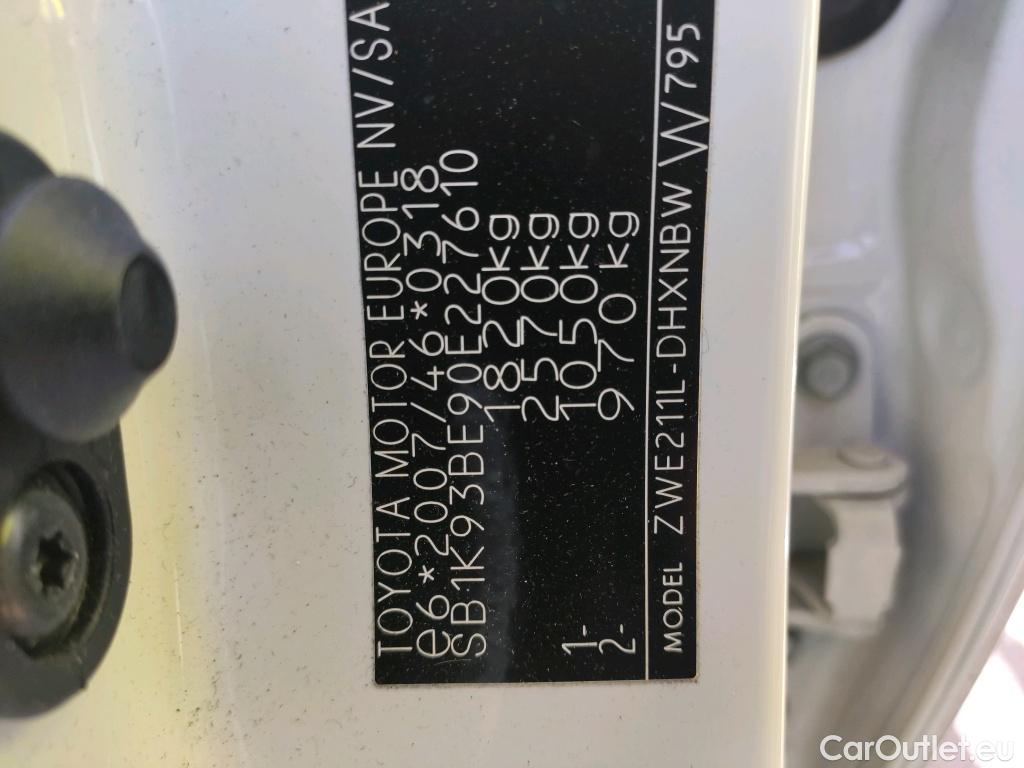 TOYOTA MOTOR EUROPE NV/SA
e6*2007/46*0318
SB1K93BE90E227610
1820kg
2570kg
1- 1050kg
2- 970kg
MODEL ZWE211L-DHXNBW W/795
CarOutlet.eu